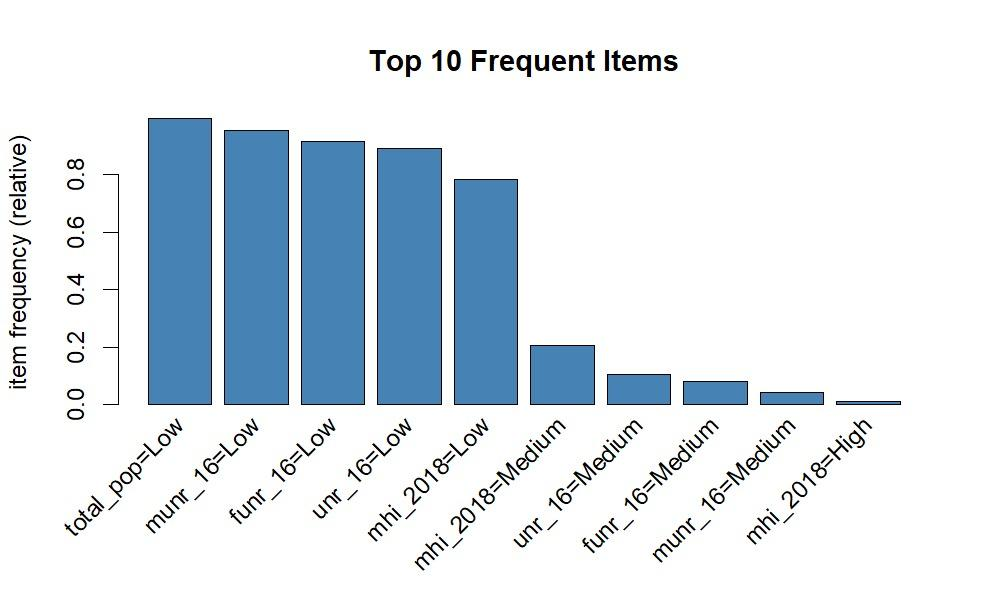 Top 10 Frequent Items
item frequency (relative)
0.8
0.6
0.4
0.2
0.0
total_pop=Low
munr_16=Low
funr_16=Low
unr_16=Low
mhi_2018=Low
mhi_2018=Medium
unr_16=Medium
funr_16=Medium
munr_16=Medium
mhi_2018=High